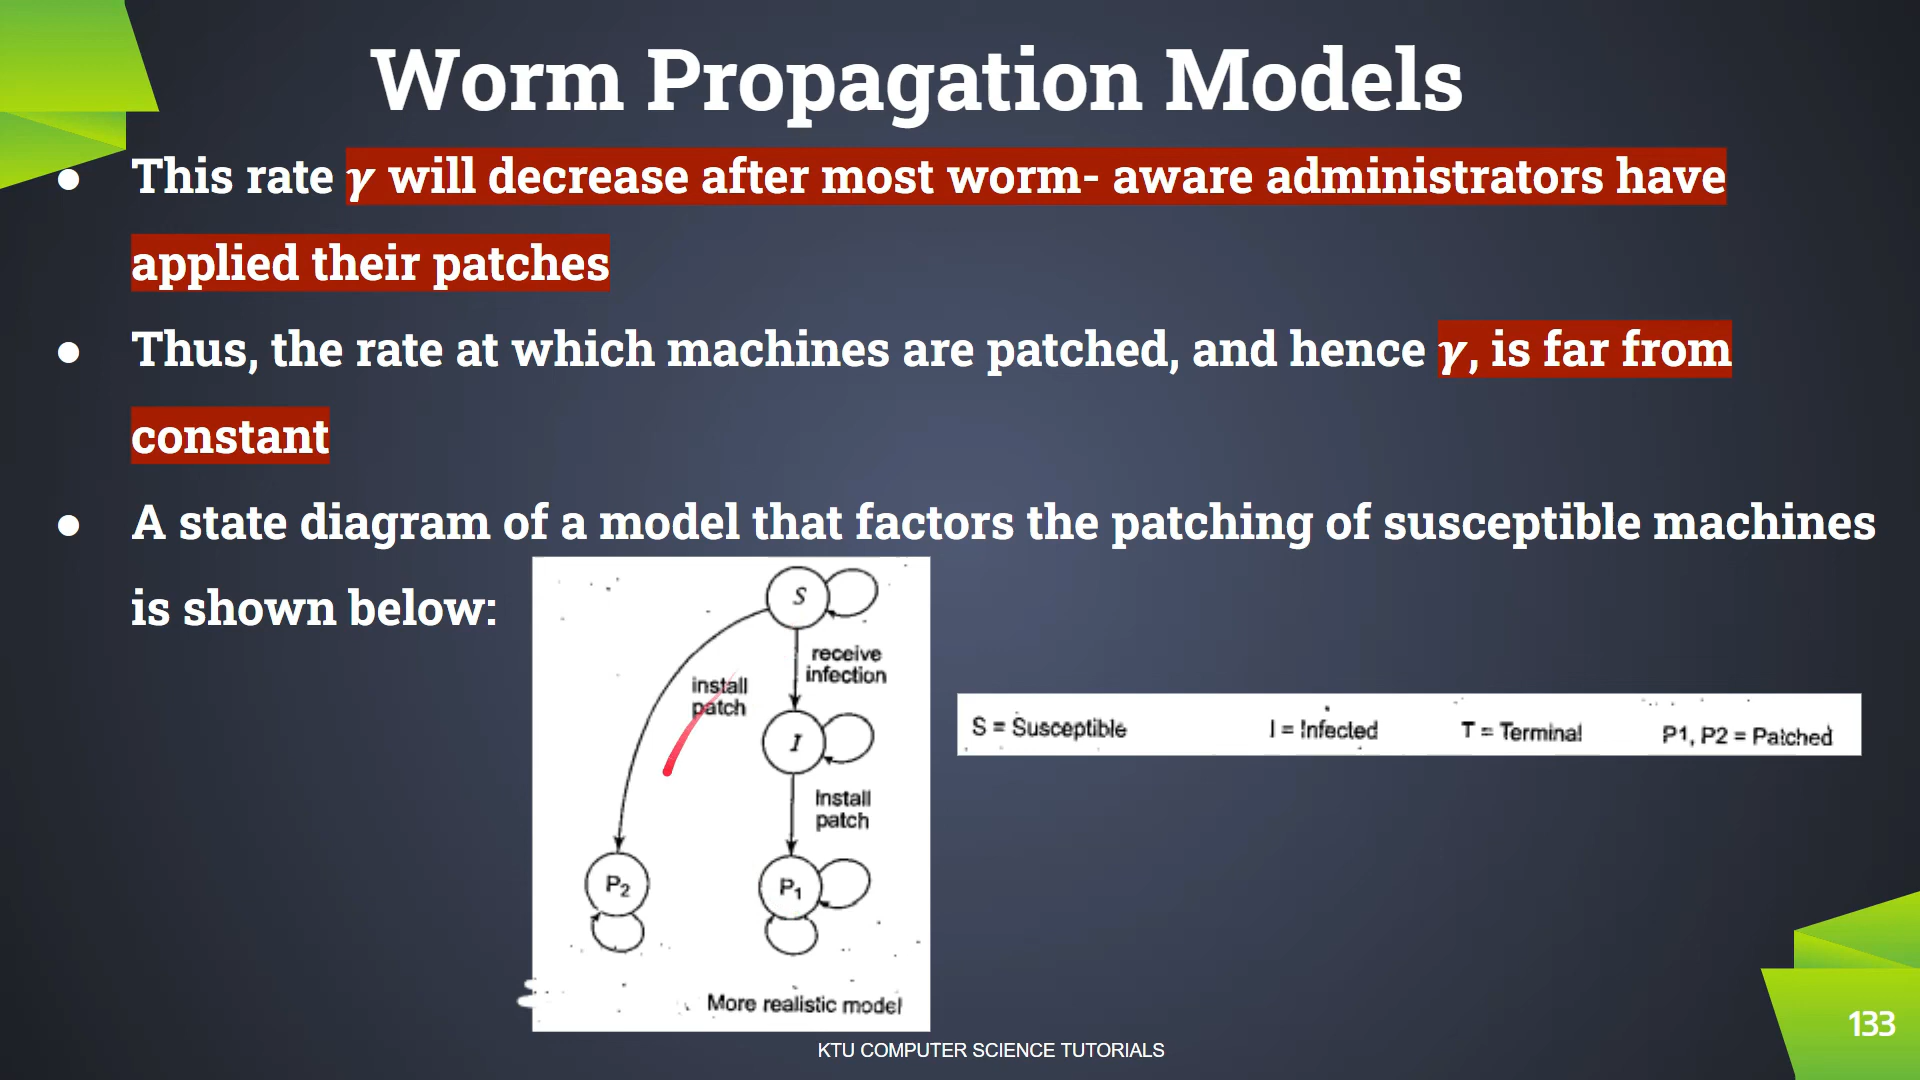 Worm Propagation Models
● This rate γ will decrease after most worm- aware administrators have
applied their patches
● Thus, the rate at which machines are patched, and hence γ, is far from
constant
● A state diagram of a model that factors the patching of susceptible machines
is shown below:
S
receive
infection
install
patch
I
Install
patch
P2
P1
More realistic model
S = Susceptible I = Infected T = Terminal P1, P2 = Patched
133
KTU COMPUTER SCIENCE TUTORIALS